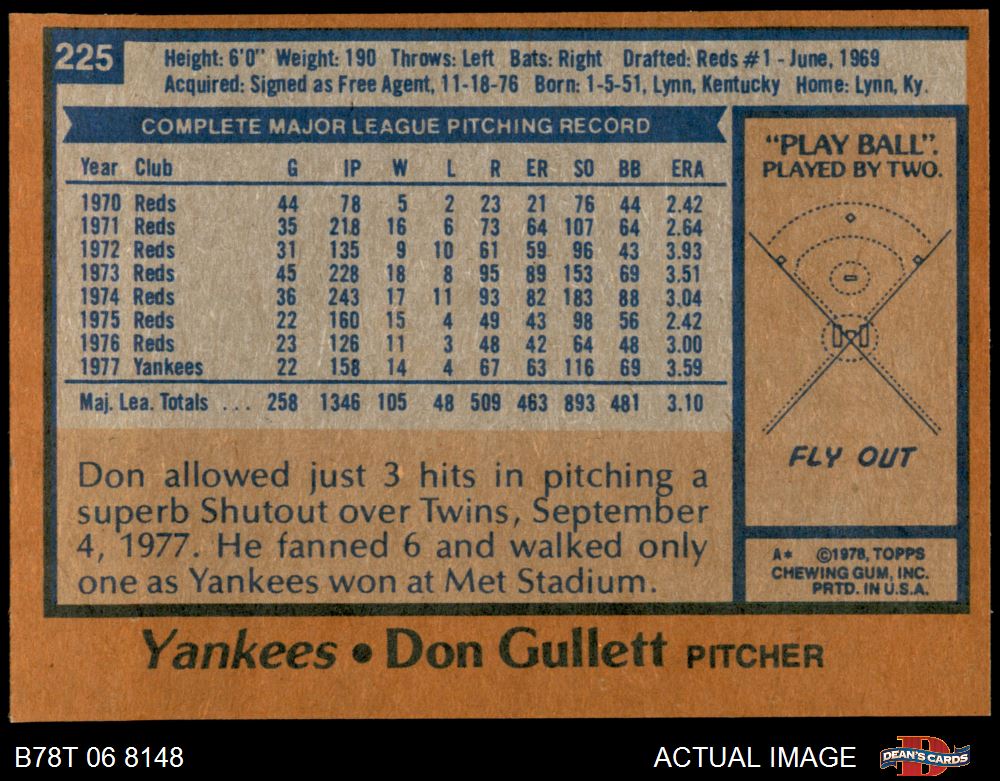 225
Height: 6'0" Weight: 190 Throws: Left Bats: Right Drafted: Reds #1 - June, 1969
Acquired: Signed as Free Agent, 11-18-76 Born: 1-5-51, Lynn, Kentucky Home: Lynn, Ky.
COMPLETE MAJOR LEAGUE PITCHING RECORD
Year Club G IP W L R ER SO BB ERA
1970 Reds 44 78 5 2 23 21 76 44 2.42
1971 Reds 35 218 16 6 73 64 107 64 2.64
1972 Reds 31 135 9 10 61 59 96 43 3.93
1973 Reds 45 228 18 8 95 89 153 69 3.51
1974 Reds 36 243 17 11 93 82 183 88 3.04
1975 Reds 22 160 15 4 49 43 98 56 2.42
1976 Reds 23 126 11 3 48 42 64 48 3.00
1977 Yankees 22 158 14 4 67 63 116 69 3.59
Maj. Lea. Totals ... 258 1346 105 48 509 463 893 481 3.10
Don allowed just 3 hits in pitching a
superb Shutout over Twins, September
4, 1977. He fanned 6 and walked only
one as Yankees won at Met Stadium.
"PLAY BALL".
PLAYED BY TWO.
FLY OUT
A* ©1978, TOPPS
CHEWING GUM, INC.
PRTD. IN U.S.A.
Yankees • Don Gullett PITCHER
B78T 06 8148
ACTUAL IMAGE
DEAN'S CARDS